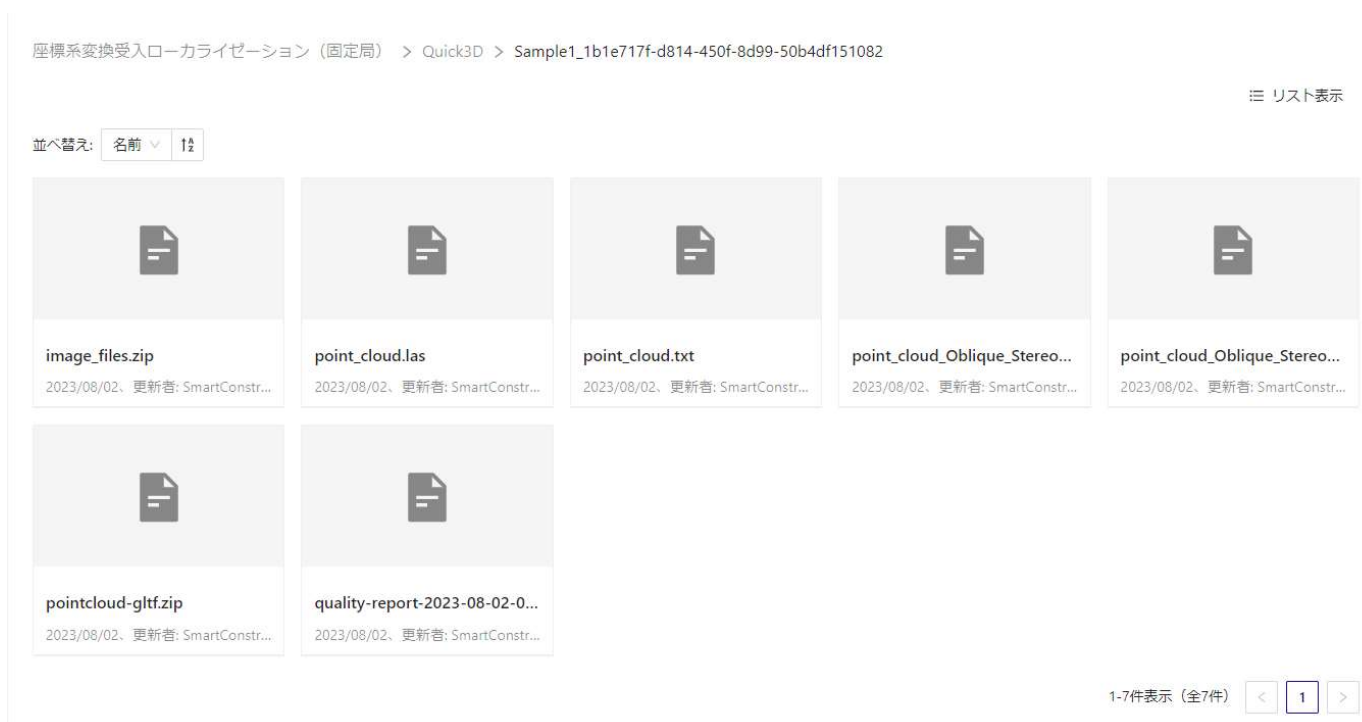 座標系変換受入ローカライゼーション（固定局） > Quick3D > Sample1_1b1e717f-d814-450f-8d99-50b4df151082
リスト表示
並べ替え: 名前
image_files.zip
2023/08/02、更新者: SmartConstr...
point_cloud.las
2023/08/02、更新者: SmartConstr...
point_cloud.txt
2023/08/02、更新者: SmartConstr...
point_cloud_Oblique_Stereo...
2023/08/02、更新者: SmartConstr...
point_cloud_Oblique_Stereo...
2023/08/02、更新者: SmartConstr...
pointcloud-gltf.zip
2023/08/02、更新者: SmartConstr...
quality-report-2023-08-02-0...
2023/08/02、更新者: SmartConstr...
1-7件表示（全7件） < 1 >